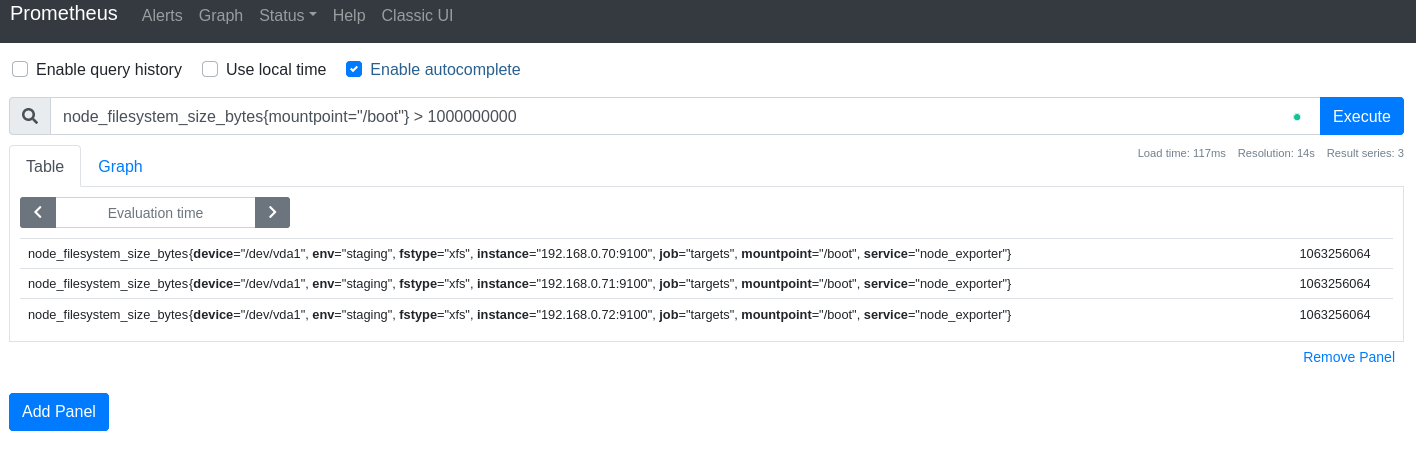 Prometheus Alerts Graph Status Help Classic UI
Enable query history Use local time Enable autocomplete
node_filesystem_size_bytes{mountpoint="/boot"} > 1000000000 Execute
Table Graph Load time: 117ms Resolution: 14s Result series: 3
Evaluation time
node_filesystem_size_bytes{device="/dev/vda1", env="staging", fstype="xfs", instance="192.168.0.70:9100", job="targets", mountpoint="/boot", service="node_exporter"} 1063256064
node_filesystem_size_bytes{device="/dev/vda1", env="staging", fstype="xfs", instance="192.168.0.71:9100", job="targets", mountpoint="/boot", service="node_exporter"} 1063256064
node_filesystem_size_bytes{device="/dev/vda1", env="staging", fstype="xfs", instance="192.168.0.72:9100", job="targets", mountpoint="/boot", service="node_exporter"} 1063256064
Remove Panel
Add Panel